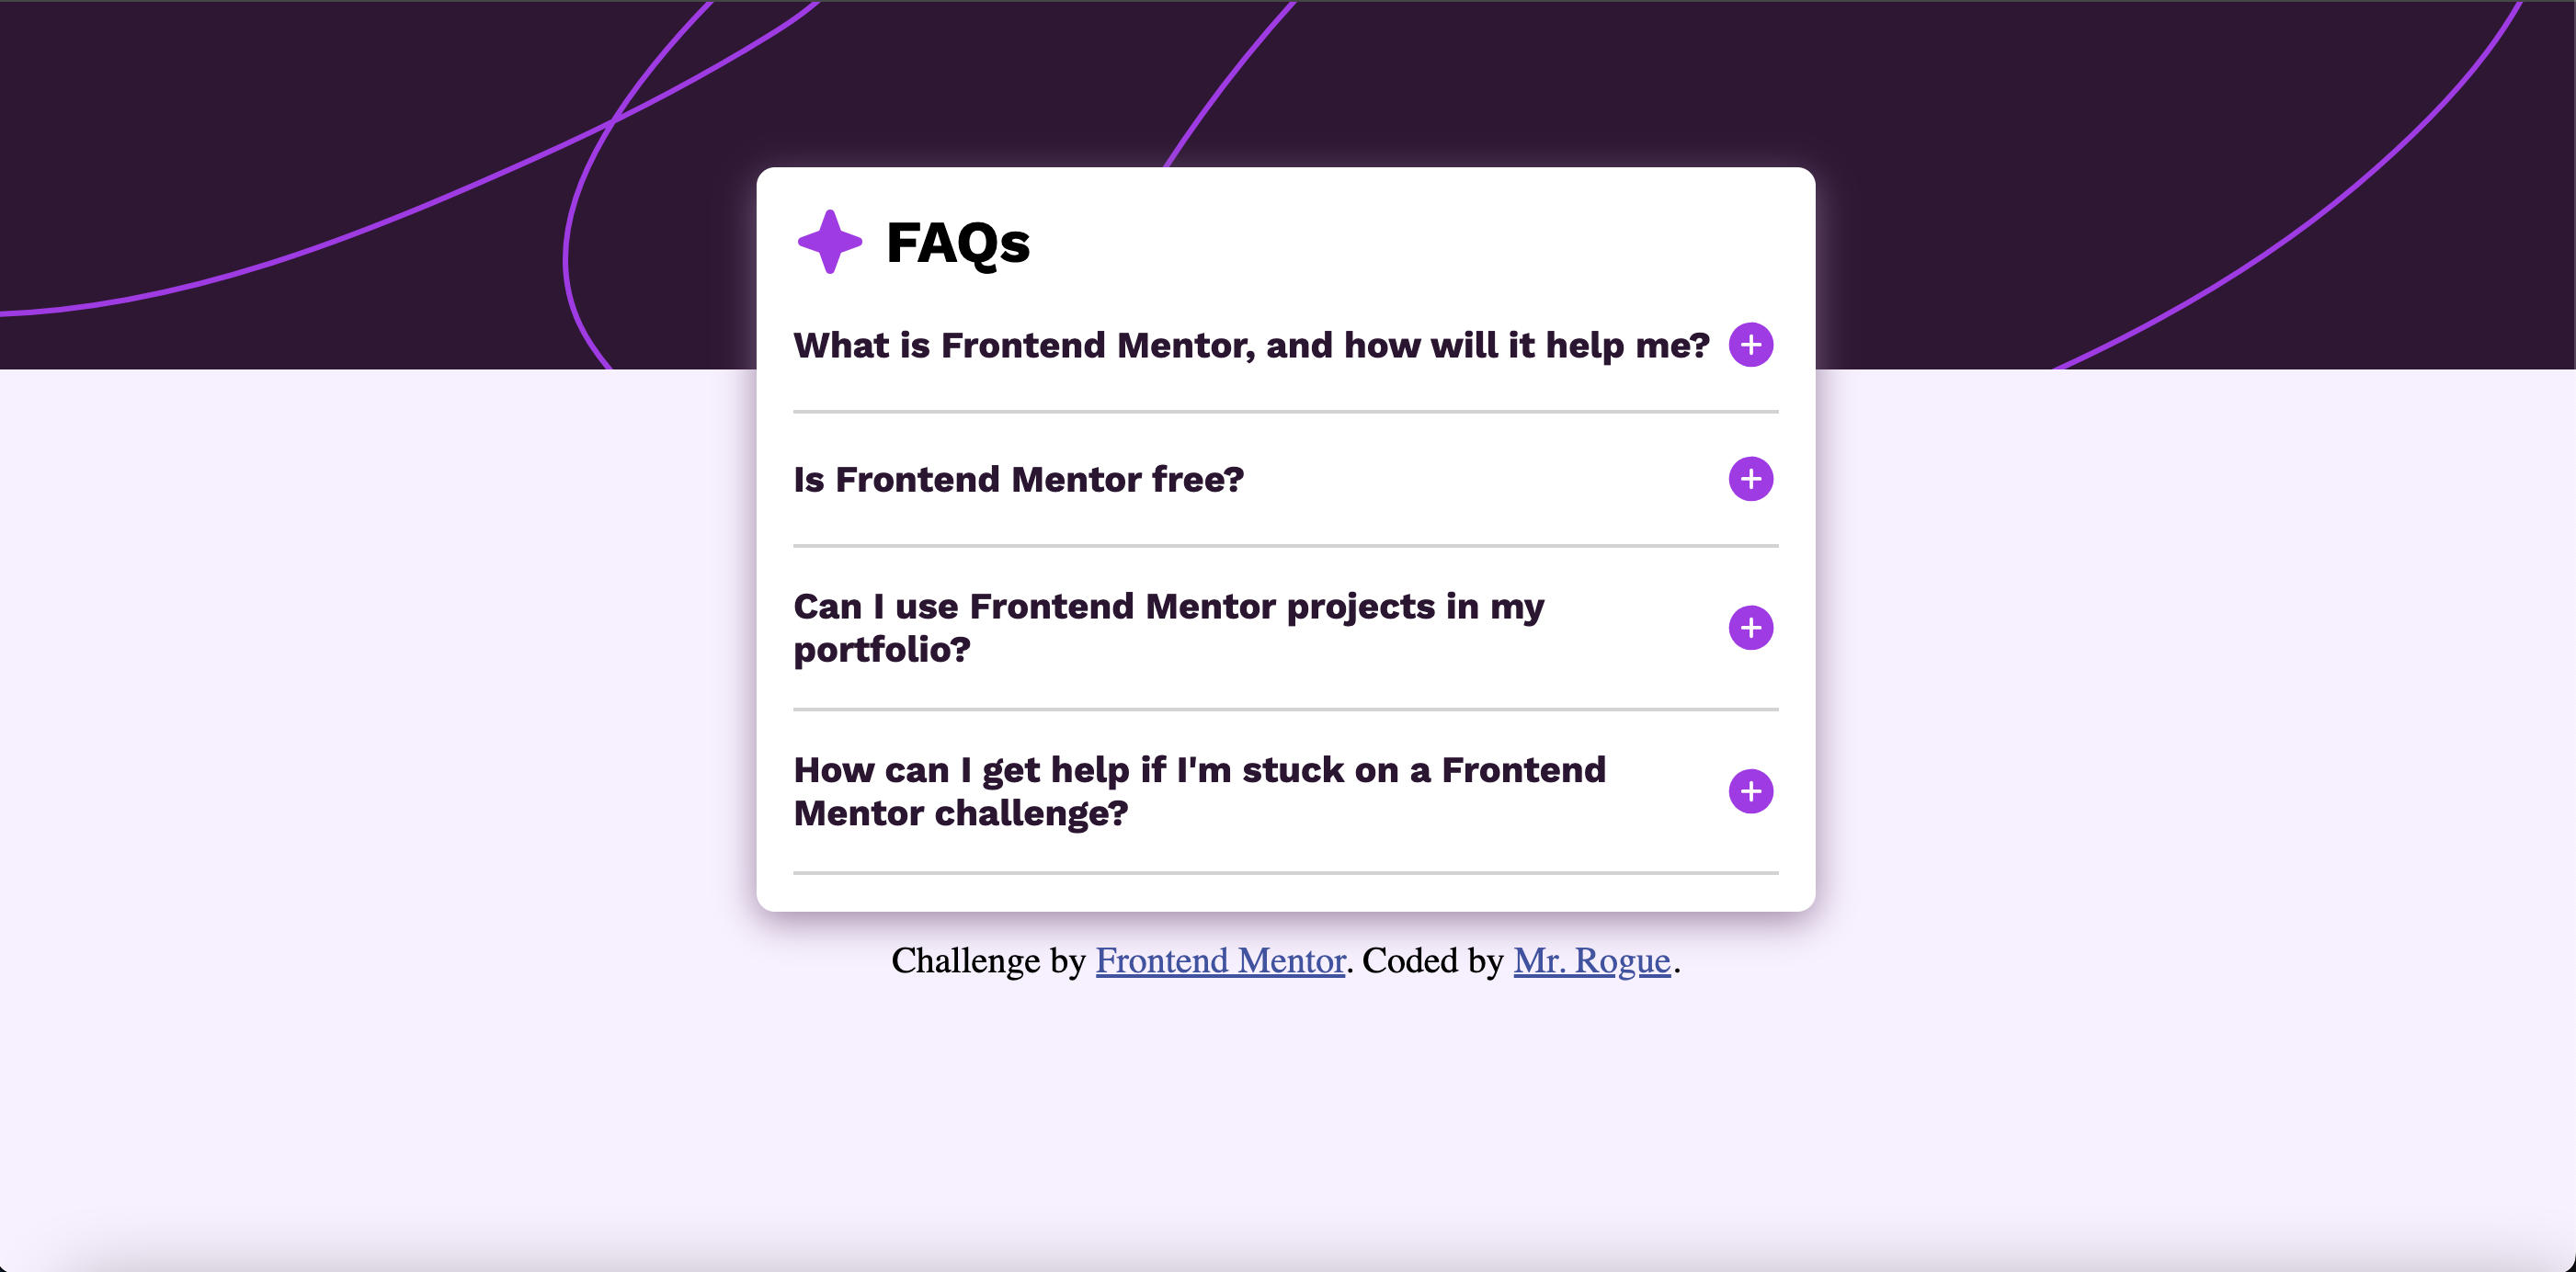 FAQs
What is Frontend Mentor, and how will it help me?
Is Frontend Mentor free?
Can I use Frontend Mentor projects in my
portfolio?
How can I get help if I'm stuck on a Frontend
Mentor challenge?
Challenge by Frontend Mentor. Coded by Mr. Rogue.